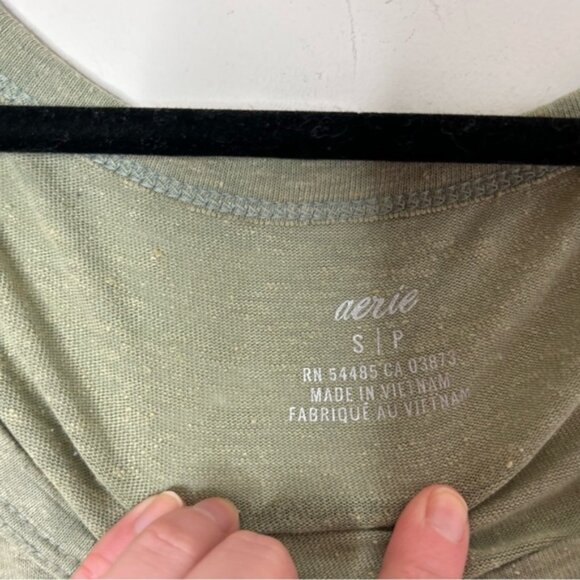 aerie
S | P
RN 54485 CA 03873
MADE IN VIETNAM
FABRIQUÉ AU VIETNAM